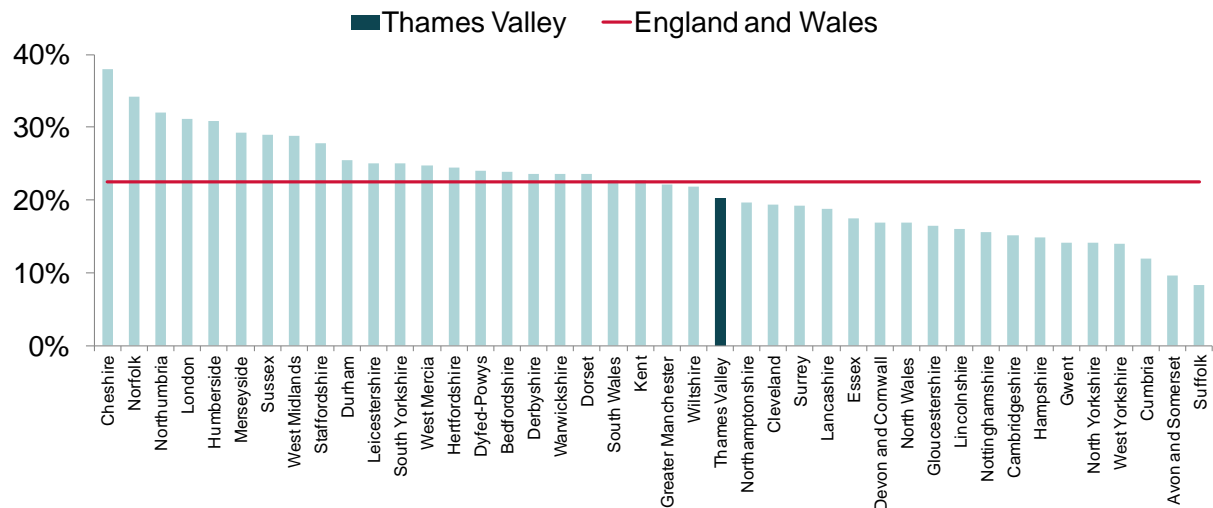 Thames Valley England and Wales
40%
30%
20%
10%
0%
Cheshire
Norfolk
Northumbria
London
Humberside
Merseyside
Sussex
West Midlands
Staffordshire
Durham
Leicestershire
South Yorkshire
West Mercia
Hertfordshire
Dyfed-Powys
Bedfordshire
Derbyshire
Warwickshire
Dorset
South Wales
Kent
Greater Manchester
Wiltshire
Thames Valley
Northamptonshire
Cleveland
Surrey
Lancashire
Essex
Devon and Cornwall
North Wales
Gloucestershire
Lincolnshire
Nottinghamshire
Cambridgeshire
Hampshire
Gwent
North Yorkshire
West Yorkshire
Cumbria
Avon and Somerset
Suffolk